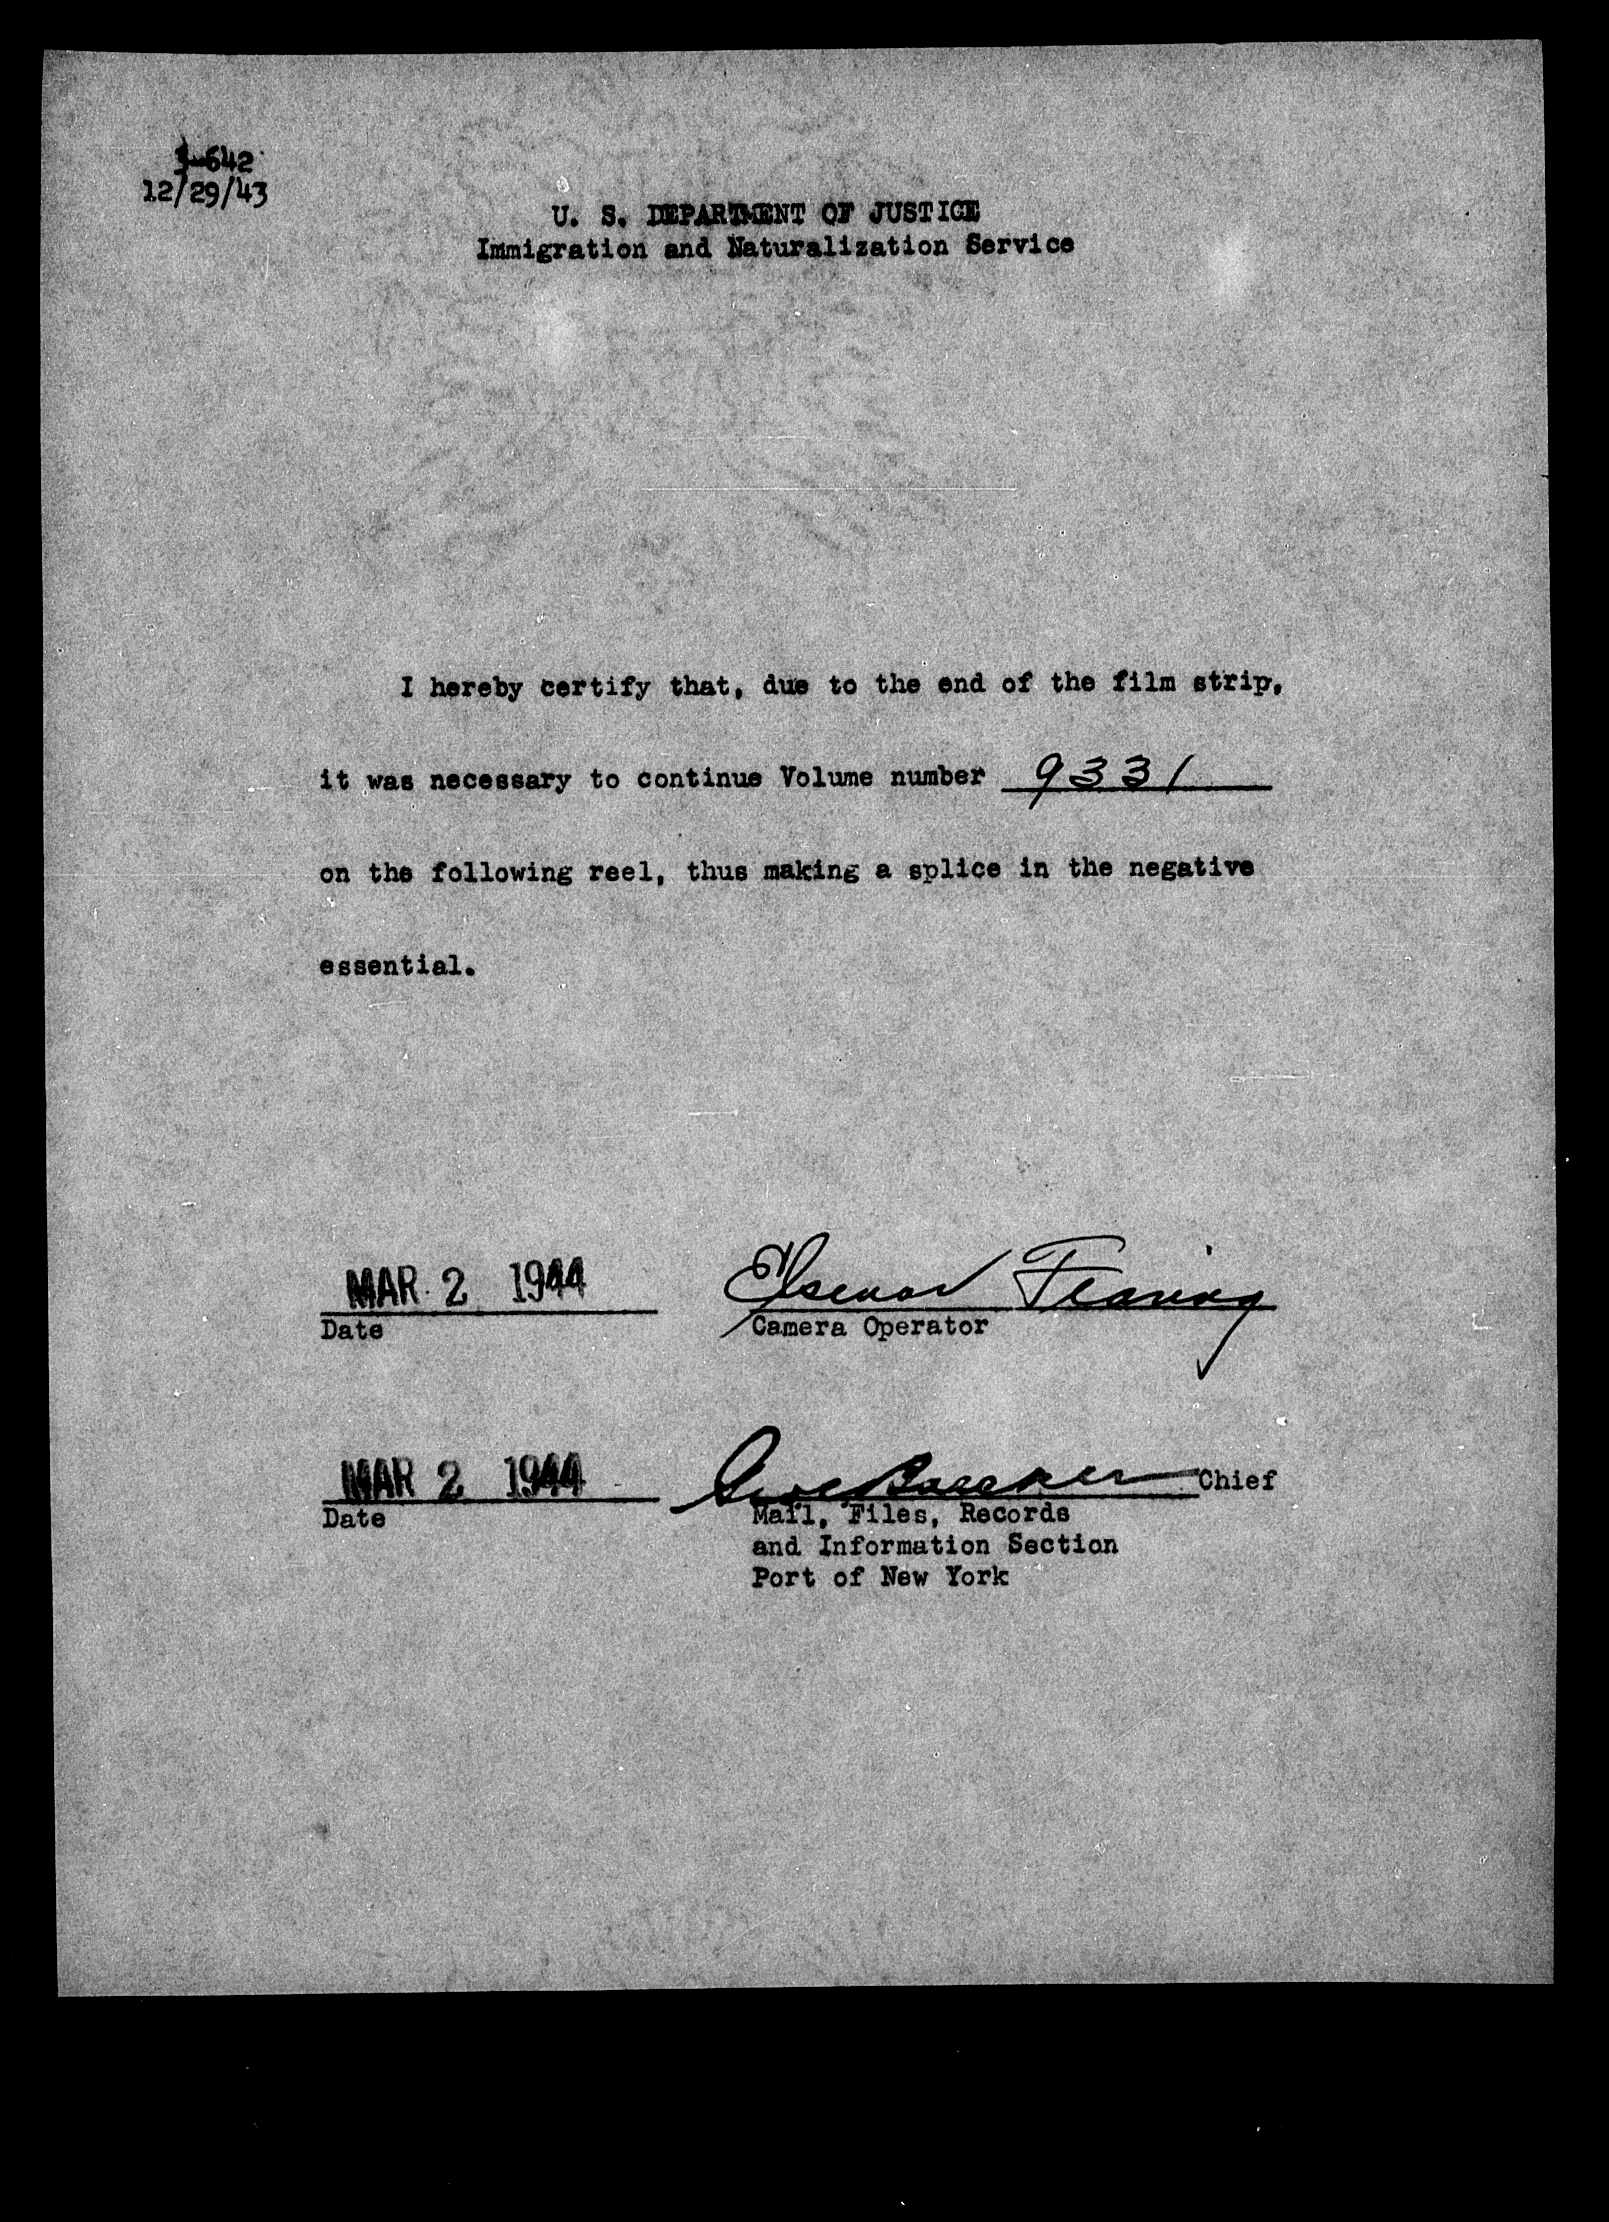 -642
12/29/43
U. S. DEPARTMENT OF JUSTICE
Immigration and Naturalization Service
I hereby certify that, due to the end of the film strip,
it was necessary to continue Volume number 9331
on the following reel, thus making a splice in the negative
essential.
MAR 2 1944
Date
Camera Operator
MAR 2 1944 Chief
Date
Mail, Files, Records
and Information Section
Port of New York